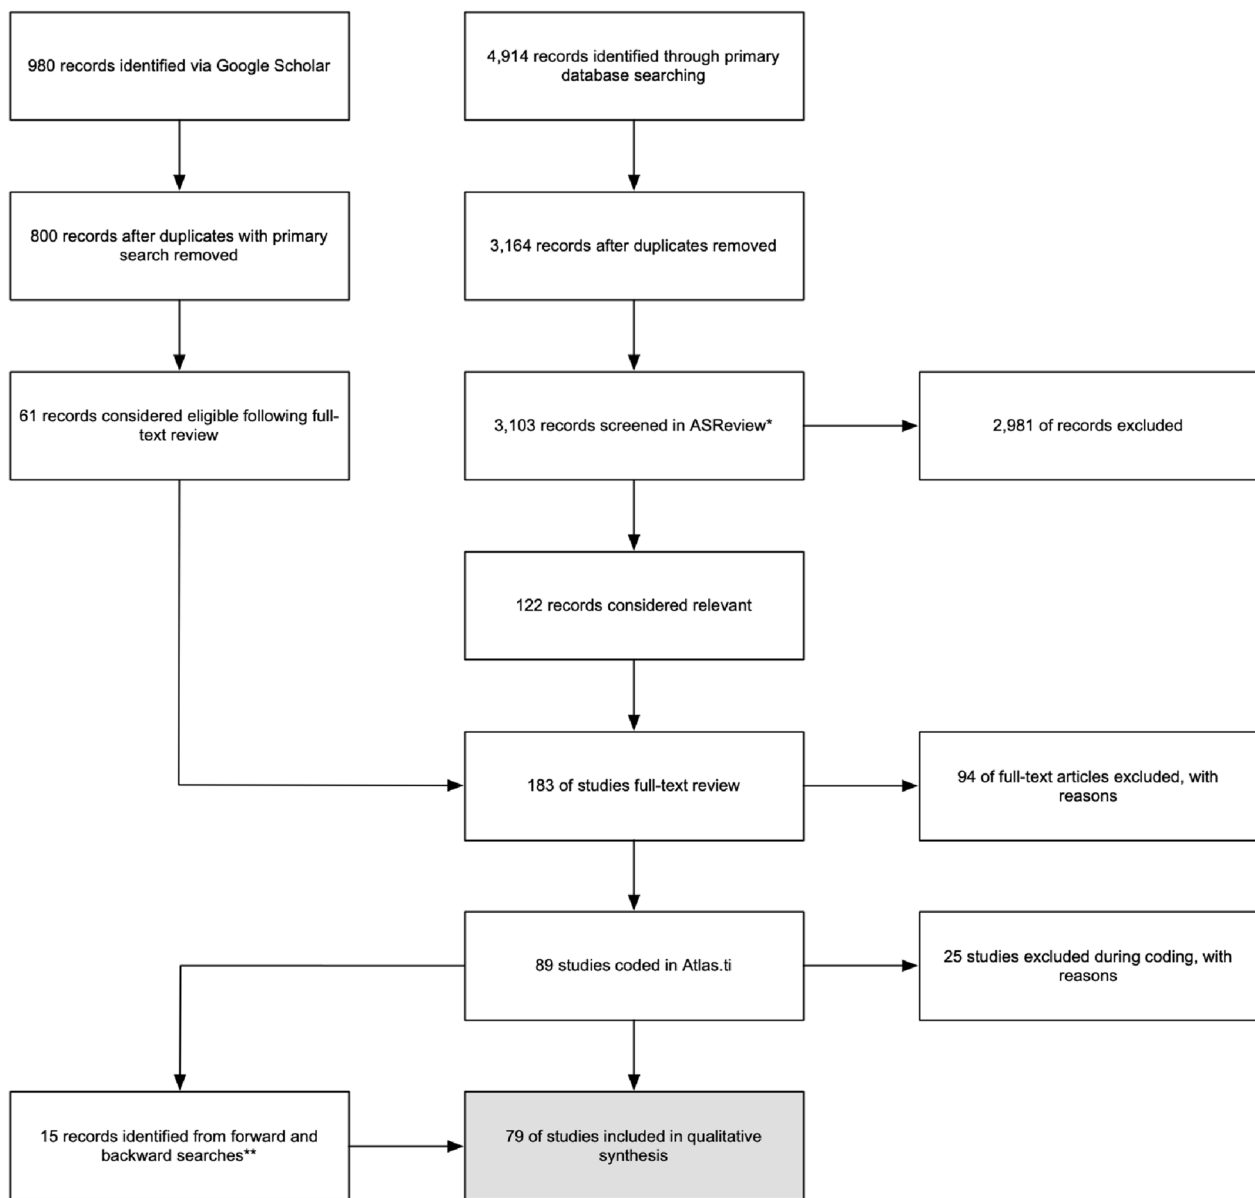 980 records identified via Google Scholar
4,914 records identified through primary
database searching
800 records after duplicates with primary
search removed
3,164 records after duplicates removed
61 records considered eligible following full-
text review
3,103 records screened in ASReview*
2,981 of records excluded
122 records considered relevant
183 of studies full-text review
94 of full-text articles excluded, with
reasons
89 studies coded in Atlas.ti
25 studies excluded during coding, with
reasons
15 records identified from forward and
backward searches**
79 of studies included in qualitative
synthesis